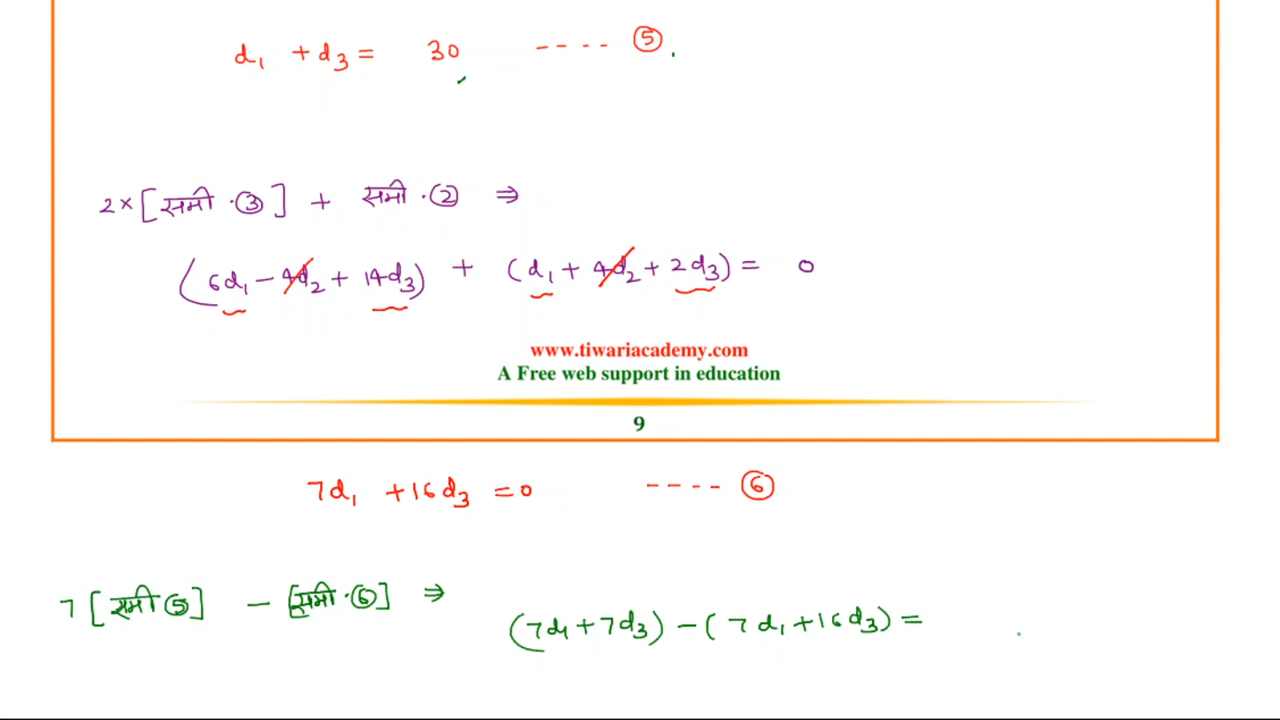 d₁ + d₃ = 30 ---- ⑤.
2 × [समी · ③] + समी · ② ⇒
(6d₁ − 4d₂ + 14d₃) + (d₁ + 4d₂ + 2d₃) = 0
www.tiwariacademy.com
A Free web support in education
9
7d₁ + 16d₃ = 0 ---- ⑥
7 [समी ⑤] − [समी · ⑥] ⇒
(7d₁ + 7d₃) − (7d₁ + 16d₃) =